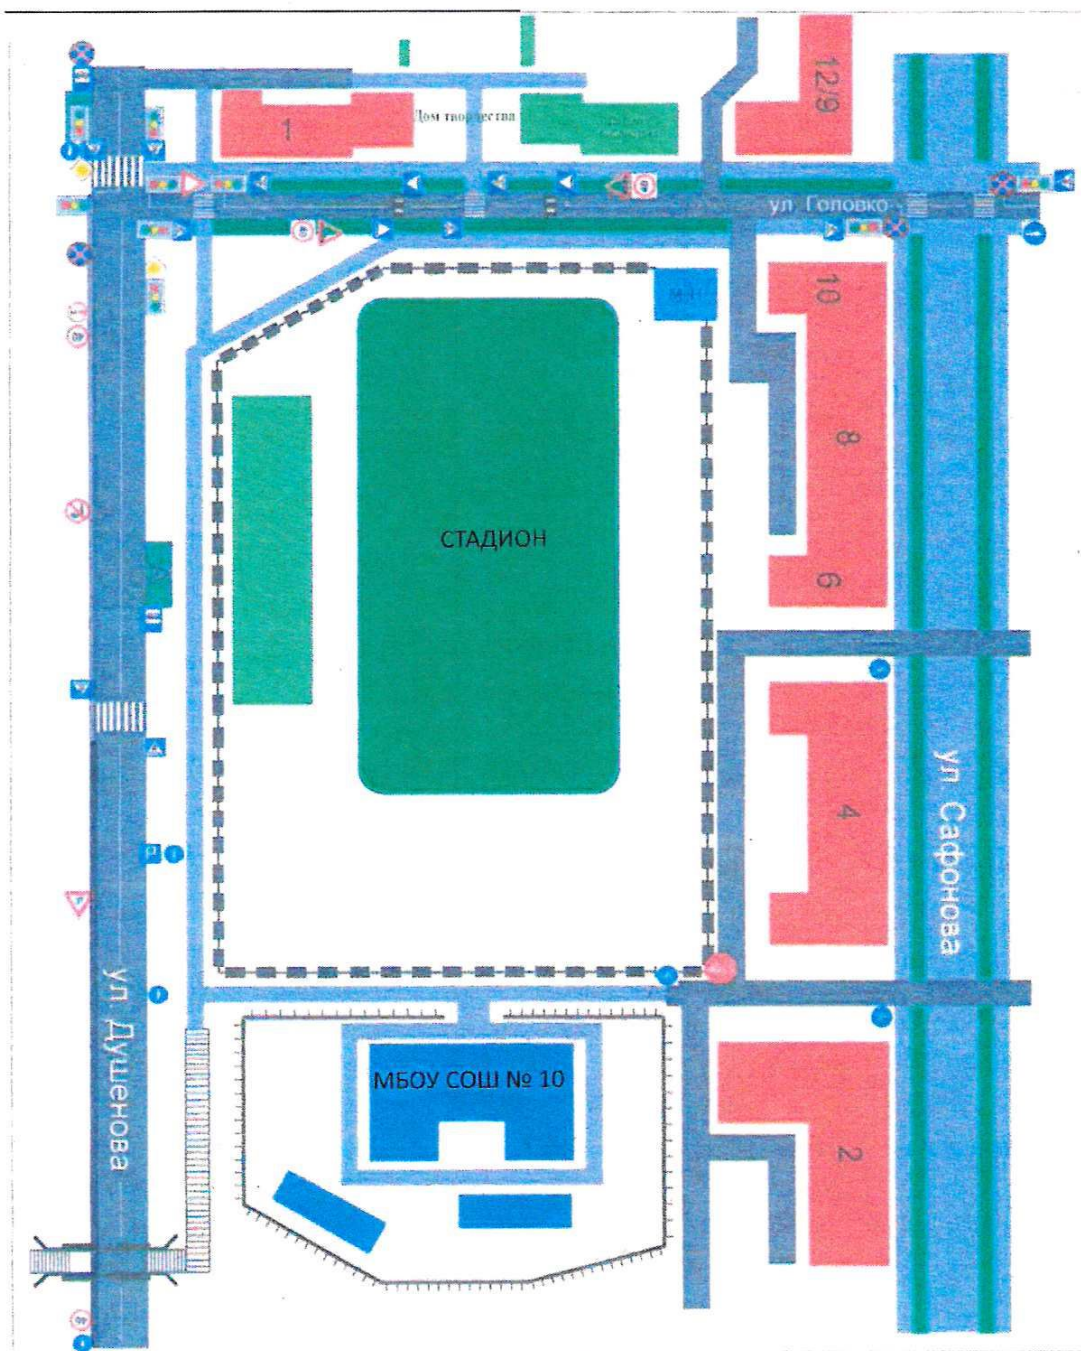 12/9
1
Дом творчества
ул Головко
10
8
СТАДИОН
6
4
ул Сафонова
ул Душенова
МБОУ СОШ № 10
2